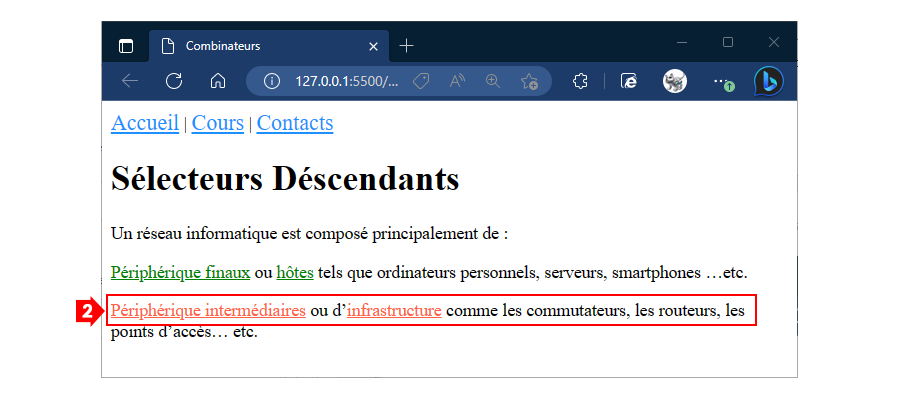 Combinateurs
127.0.0.1:5500/...
Accueil | Cours | Contacts
Sélecteurs Déscendants
Un réseau informatique est composé principalement de :
Périphérique finaux ou hôtes tels que ordinateurs personnels, serveurs, smartphones …etc.
2
Périphérique intermédiaires ou d’infrastructure comme les commutateurs, les routeurs, les
points d’accès… etc.